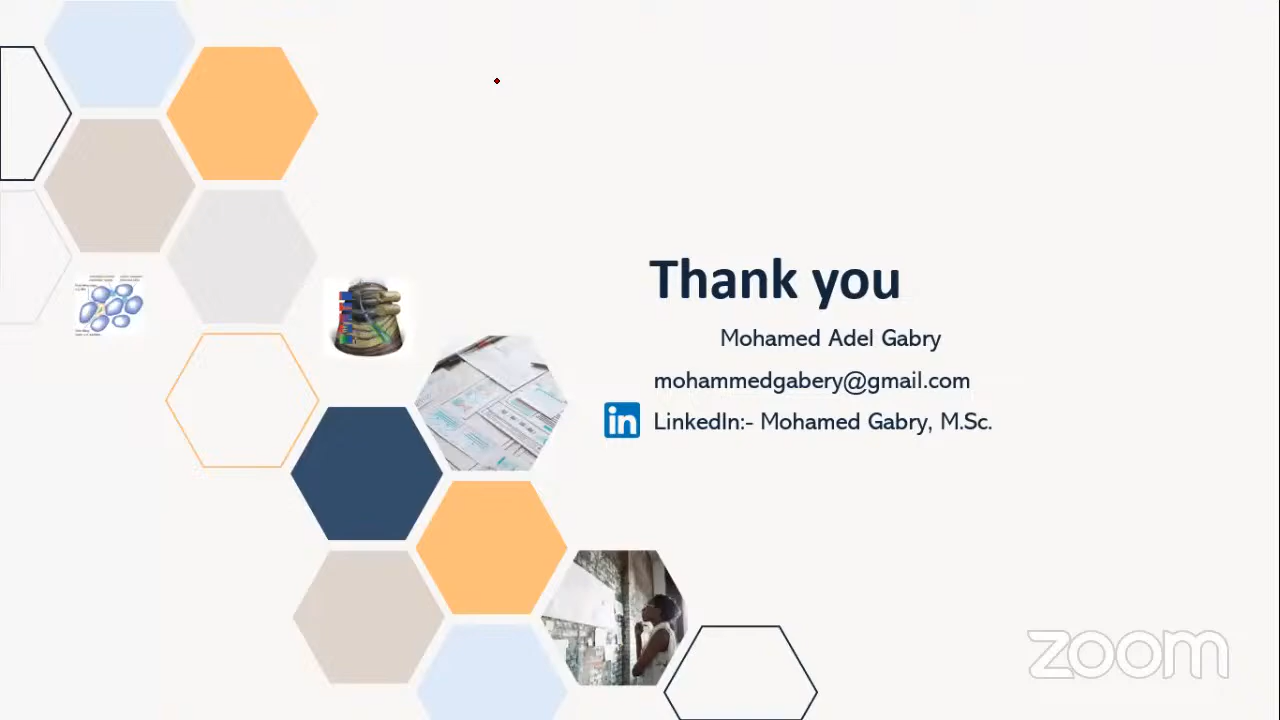 Thank you
Mohamed Adel Gabry
mohammedgabery@gmail.com
in LinkedIn:- Mohamed Gabry, M.Sc.
zoom